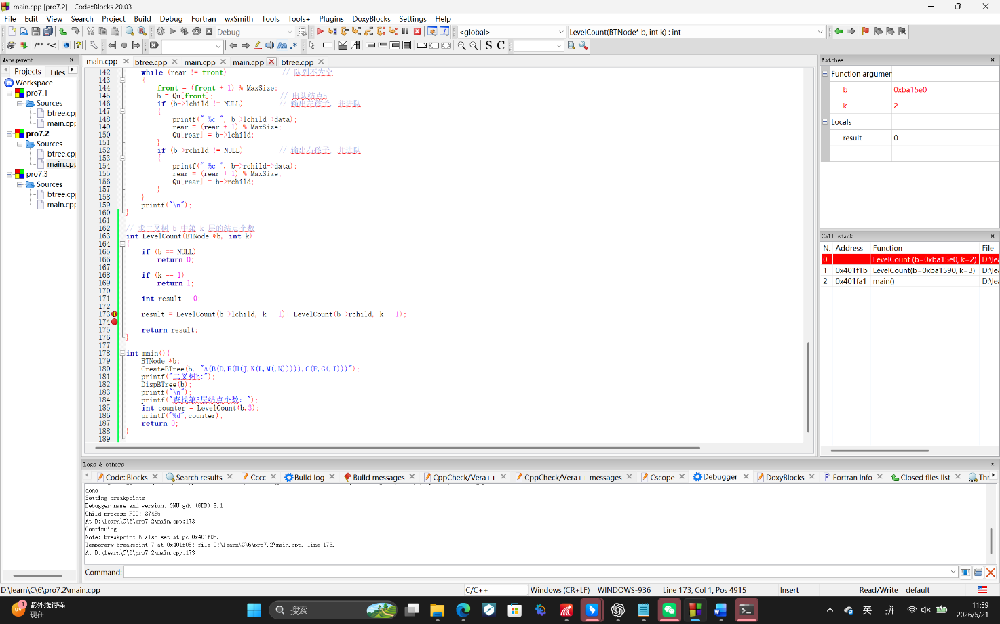 main.cpp [pro7.2] - Code::Blocks 20.03
File Edit View Search Project Build Debug Fortran wxSmith Tools Tools+ Plugins DoxyBlocks Settings Help
Debug <global> LevelCount(BTNode* b, int k) : int
/** *< S C
Management
Projects Files
Workspace
pro7.1
Sources
btree.cpp
main.cpp
pro7.2
Sources
btree.cpp
main.cpp
pro7.3
Sources
btree.cpp
main.cpp
main.cpp btree.cpp main.cpp main.cpp btree.cpp
142 while (rear != front) // 队列不为空
143 {
144 front = (front + 1) % MaxSize;
145 b = Qu[front]; // 出队结点b
146 if (b->lchild != NULL) // 输出左孩子, 并进队
147 {
148 printf(" %c ", b->lchild->data);
149 rear = (rear + 1) % MaxSize;
150 Qu[rear] = b->lchild;
151 }
152 if (b->rchild != NULL) // 输出右孩子, 并进队
153 {
154 printf(" %c ", b->rchild->data);
155 rear = (rear + 1) % MaxSize;
156 Qu[rear] = b->rchild;
157 }
158 }
159 printf("\n");
160 }
161
162 // 求二叉树 b 中第 k 层的结点个数
163 int LevelCount(BTNode *b, int k)
164 {
165 if (b == NULL)
166 return 0;
167
168 if (k == 1)
169 return 1;
170
171 int result = 0;
172
173 result = LevelCount(b->lchild, k - 1)+ LevelCount(b->rchild, k - 1);
174
175 return result;
176 }
177
178 int main(){
179 BTNode *b;
180 CreateBTree(b, "A(B(D,E(H(J,K(L,M(,N))))),C(F,G(,I)))");
181 printf("二叉树b:");
182 DispBTree(b);
183 printf("\n");
184 printf("查找第3层结点个数: ");
185 int counter = LevelCount(b,3);
186 printf("%d",counter);
187 return 0;
188 }
189
Watches
Function argumer
b 0xba15e0
k 2
Locals
result 0
Call stack
N. Address Function File
0 LevelCount (b=0xba15e0, k=2) D:\lea
1 0x401f1b LevelCount(b=0xba1590, k=3) D:\lea
2 0x401fa1 main() D:\lea
Logs & others
Code::Blocks Search results Cccc Build log Build messages CppCheck/Vera++ CppCheck/Vera++ messages Cscope Debugger DoxyBlocks Fortran info Closed files list Thr
done
Setting breakpoints
Debugger name and version: GNU gdb (GDB) 8.1
Child process PID: 37456
At D:\learn\C\6\pro7.2\main.cpp:173
Continuing...
Note: breakpoint 6 also set at pc 0x401f05.
Temporary breakpoint 7 at 0x401f05: file D:\learn\C\6\pro7.2\main.cpp, line 173.
At D:\learn\C\6\pro7.2\main.cpp:173
Command:
D:\learn\C\6\pro7.2\main.cpp C/C++ Windows (CR+LF) WINDOWS-936 Line 173, Col 1, Pos 4915 Insert Read/Write default
紫外线很强
现在
搜索
英 拼
11:59
2026/5/21